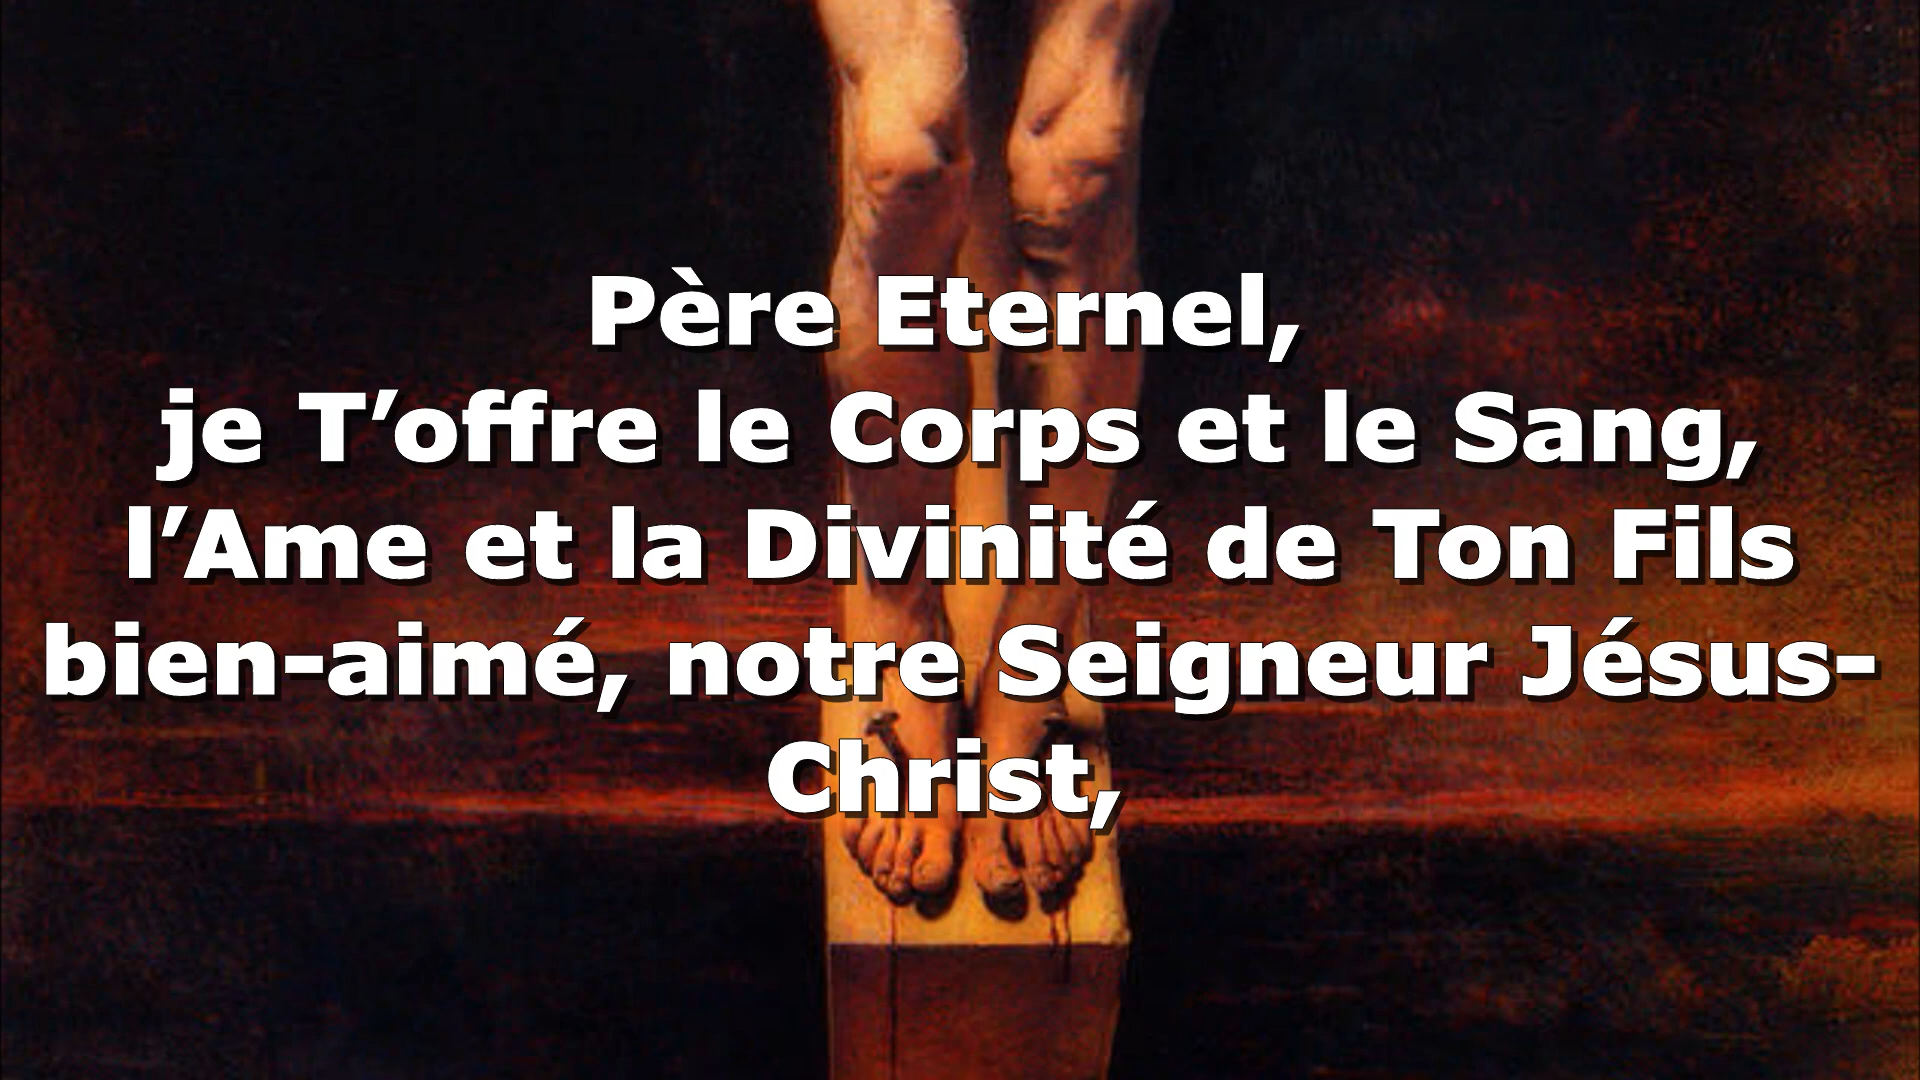 Père Eternel,
je T’offre le Corps et le Sang,
l’Ame et la Divinité de Ton Fils
bien-aimé, notre Seigneur Jésus-
Christ,